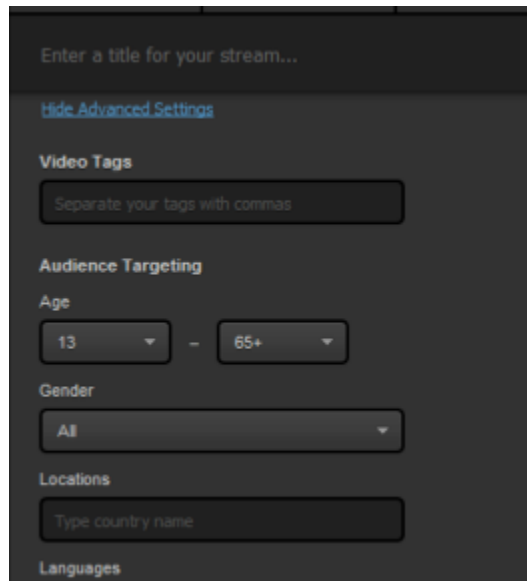 Enter a title for your stream...
Hide Advanced Settings
Video Tags
Separate your tags with commas
Audience Targeting
Age
13 – 65+
Gender
All
Locations
Type country name
Languages